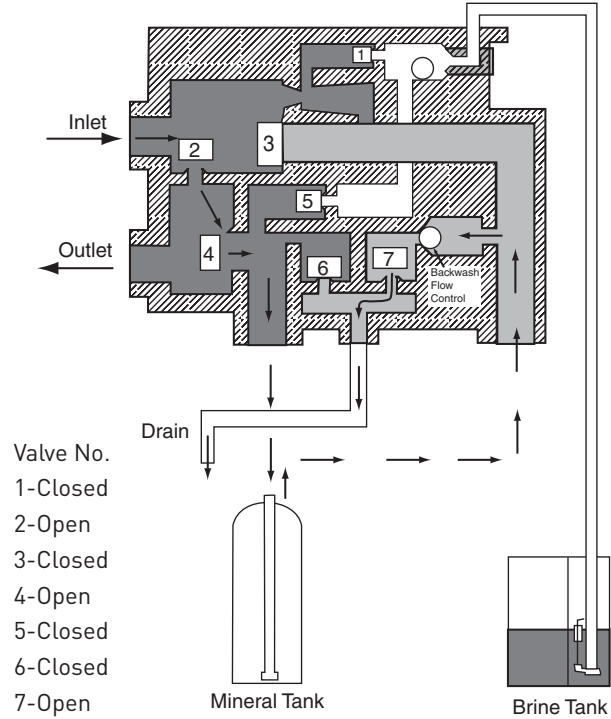 1
Inlet
2
3
5
Outlet
4
6
7
Backwash
Flow
Control
Drain
Valve No.
1-Closed
2-Open
3-Closed
4-Open
5-Closed
6-Closed
7-Open
Mineral Tank
Brine Tank